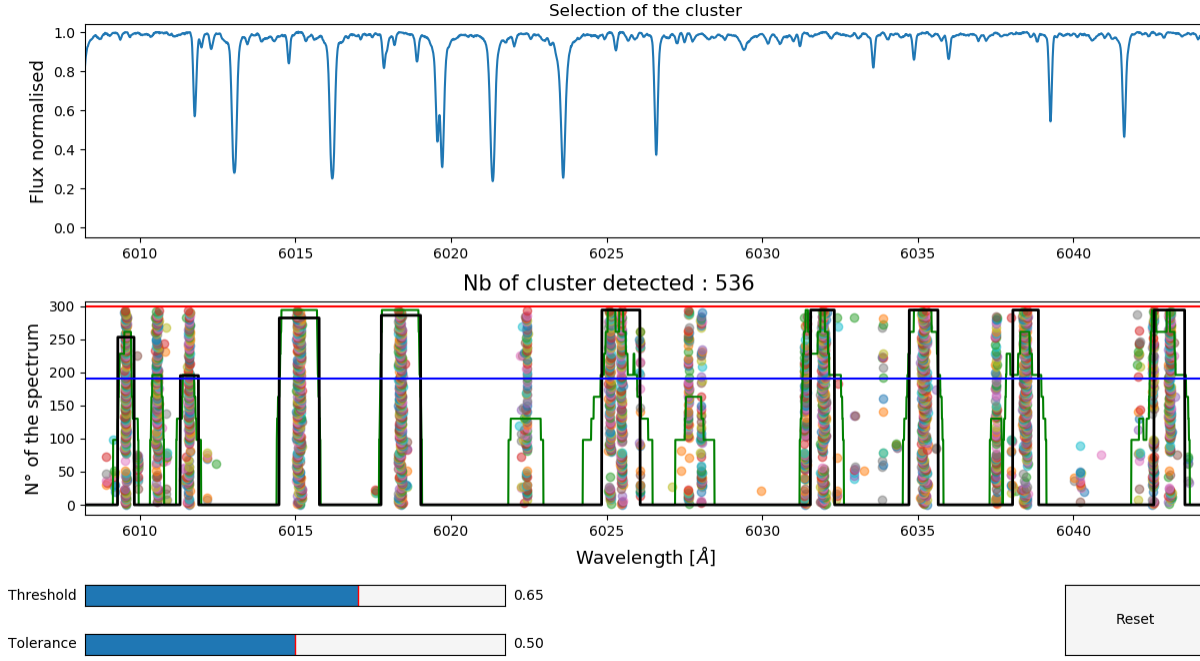 Selection of the cluster
Flux normalised
1.0
0.8
0.6
0.4
0.2
0.0
6010 6015 6020 6025 6030 6035 6040
Nb of cluster detected : 536
N° of the spectrum
300
250
200
150
100
50
0
6010 6015 6020 6025 6030 6035 6040
Wavelength [Å]
Threshold 0.65
Reset
Tolerance 0.50